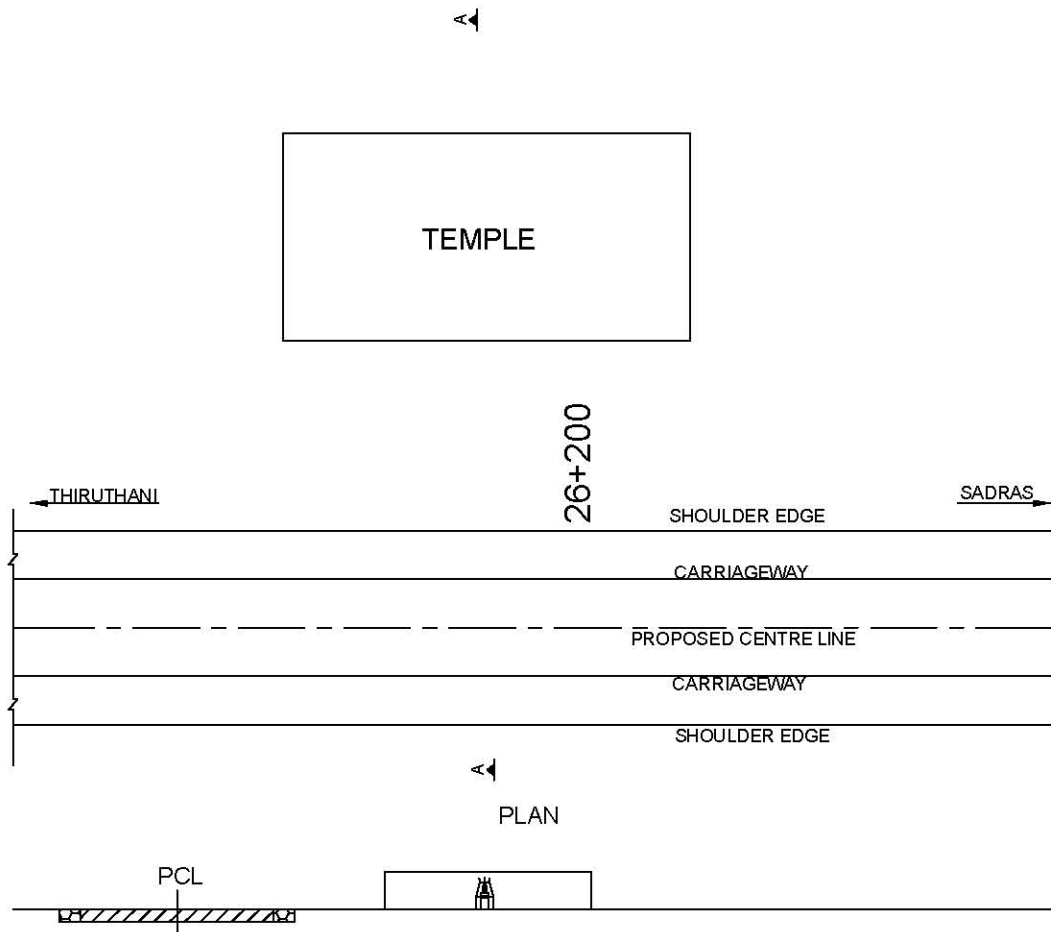 A
TEMPLE
26+200
THIRUTHANI
SADRAS
SHOULDER EDGE
CARRIAGEWAY
PROPOSED CENTRE LINE
CARRIAGEWAY
SHOULDER EDGE
A
PLAN
PCL